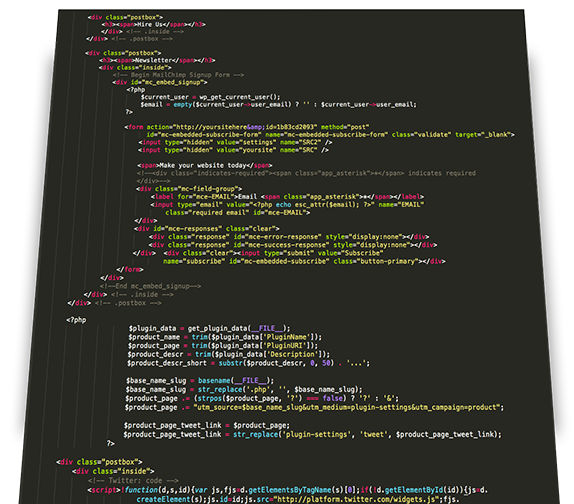 <div class="postbox">
<h3><span>Hire Us</span></h3>
</div> <!-- .inside -->
</div> <!-- .postbox -->
<div class="postbox">
<h3><span>Newsletter</span></h3>
<div class="inside">
<!-- Begin MailChimp Signup Form -->
<div id="mc_embed_signup">
<?php
$current_user = wp_get_current_user();
$email = empty($current_user->user_email) ? '' : $current_user->user_email;
?>
<form action="http://yoursitehere&amp;id=1b83cd2093" method="post"
id="mc-embedded-subscribe-form" name="mc-embedded-subscribe-form" class="validate" target="_blank">
<input type="hidden" value="settings" name="SRC2" />
<input type="hidden" value="yoursite" name="SRC" />
<span>Make your website today</span>
<!--<div class="indicates-required"><span class="app_asterisk">*</span> indicates required
</div>-->
<div class="mc-field-group">
<label for="mce-EMAIL">Email <span class="app_asterisk">*</span></label>
<input type="email" value="<?php echo esc_attr($email); ?>" name="EMAIL"
class="required email" id="mce-EMAIL">
</div>
<div id="mce-responses" class="clear">
<div class="response" id="mce-error-response" style="display:none"></div>
<div class="response" id="mce-success-response" style="display:none"></div>
</div> <div class="clear"><input type="submit" value="Subscribe"
name="subscribe" id="mc-embedded-subscribe" class="button-primary"></div>
</form>
</div>
<!--End mc_embed_signup-->
</div> <!-- .inside -->
</div> <!-- .postbox -->
<?php
$plugin_data = get_plugin_data(__FILE__);
$product_name = trim($plugin_data['PluginName']);
$product_page = trim($plugin_data['PluginURI']);
$product_descr = trim($plugin_data['Description']);
$product_descr_short = substr($product_descr, 0, 50) . '...';
$base_name_slug = basename(__FILE__);
$base_name_slug = str_replace('.php', '', $base_name_slug);
$product_page .= (strpos($product_page, '?') === false) ? '?' : '&';
$product_page .= "utm_source=$base_name_slug&utm_medium=plugin-settings&utm_campaign=product";
$product_page_tweet_link = $product_page;
$product_page_tweet_link = str_replace('plugin-settings', 'tweet', $product_page_tweet_link);
?>
<div class="postbox">
<div class="inside">
<!-- Twitter: code -->
<script>!function(d,s,id){var js,fjs=d.getElementsByTagName(s)[0];if(!d.getElementById(id)){js=d.
createElement(s);js.id=id;js.src="http://platform.twitter.com/widgets.js";fjs.